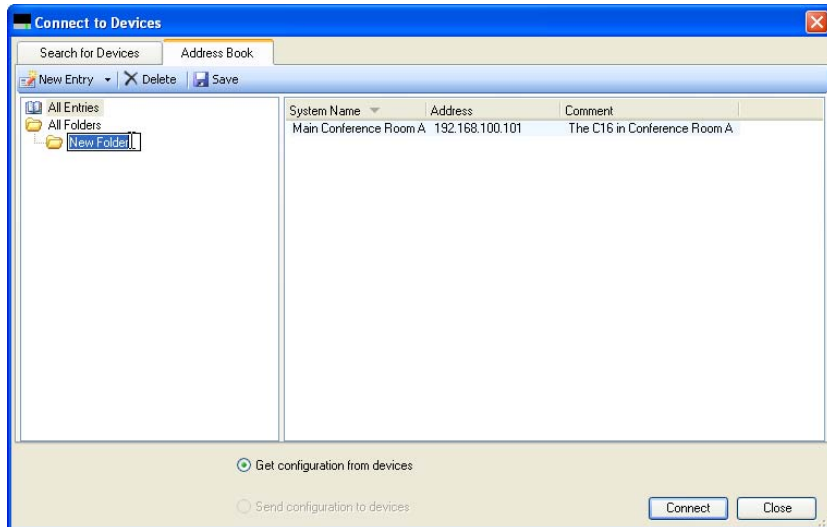 Connect to Devices
Search for Devices Address Book
New Entry Delete Save
All Entries
All Folders
New Folder
System Name Address Comment
Main Conference Room A 192.168.100.101 The C16 in Conference Room A
Get configuration from devices
Send configuration to devices
Connect Close